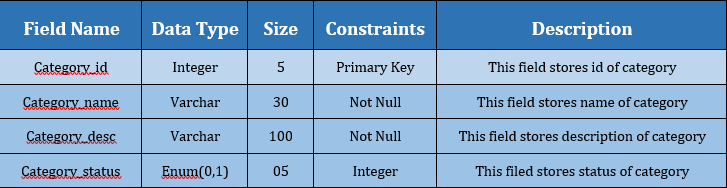 Field Name Data Type Size Constraints Description
Category_id Integer 5 Primary Key This field stores id of category
Category_name Varchar 30 Not Null This field stores name of category
Category_desc Varchar 100 Not Null This field stores description of category
Category_status Enum(0,1) 05 Integer This filed stores status of category